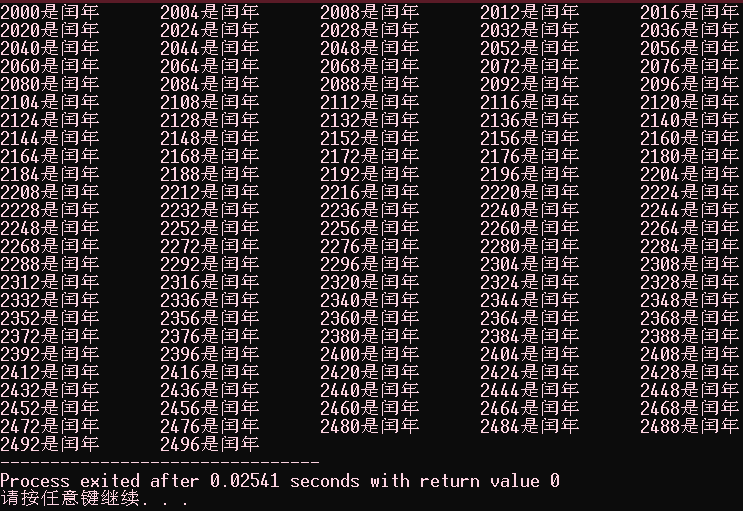 2000是闰年 2004是闰年 2008是闰年 2012是闰年 2016是闰年
2020是闰年 2024是闰年 2028是闰年 2032是闰年 2036是闰年
2040是闰年 2044是闰年 2048是闰年 2052是闰年 2056是闰年
2060是闰年 2064是闰年 2068是闰年 2072是闰年 2076是闰年
2080是闰年 2084是闰年 2088是闰年 2092是闰年 2096是闰年
2104是闰年 2108是闰年 2112是闰年 2116是闰年 2120是闰年
2124是闰年 2128是闰年 2132是闰年 2136是闰年 2140是闰年
2144是闰年 2148是闰年 2152是闰年 2156是闰年 2160是闰年
2164是闰年 2168是闰年 2172是闰年 2176是闰年 2180是闰年
2184是闰年 2188是闰年 2192是闰年 2196是闰年 2204是闰年
2208是闰年 2212是闰年 2216是闰年 2220是闰年 2224是闰年
2228是闰年 2232是闰年 2236是闰年 2240是闰年 2244是闰年
2248是闰年 2252是闰年 2256是闰年 2260是闰年 2264是闰年
2268是闰年 2272是闰年 2276是闰年 2280是闰年 2284是闰年
2288是闰年 2292是闰年 2296是闰年 2304是闰年 2308是闰年
2312是闰年 2316是闰年 2320是闰年 2324是闰年 2328是闰年
2332是闰年 2336是闰年 2340是闰年 2344是闰年 2348是闰年
2352是闰年 2356是闰年 2360是闰年 2364是闰年 2368是闰年
2372是闰年 2376是闰年 2380是闰年 2384是闰年 2388是闰年
2392是闰年 2396是闰年 2400是闰年 2404是闰年 2408是闰年
2412是闰年 2416是闰年 2420是闰年 2424是闰年 2428是闰年
2432是闰年 2436是闰年 2440是闰年 2444是闰年 2448是闰年
2452是闰年 2456是闰年 2460是闰年 2464是闰年 2468是闰年
2472是闰年 2476是闰年 2480是闰年 2484是闰年 2488是闰年
2492是闰年 2496是闰年
--------------------------------
Process exited after 0.02541 seconds with return value 0
请按任意键继续. . .